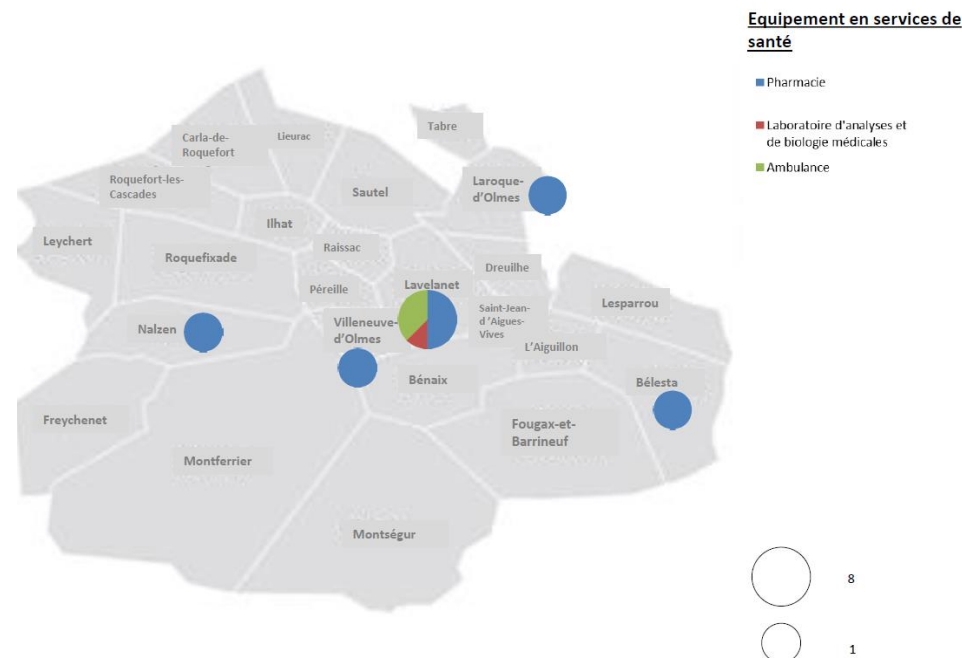 Equipement en services de
santé
Pharmacie
Laboratoire d'analyses et
de biologie médicales
Ambulance
Tabre
Carla-de-
Roquefort
Lieurac
Roquefort-les-
Cascades
Sautel
Laroque-
d'Olmes
Ilhat
Leychert
Roquefixade
Raissac
Dreuilhe
Péreille
Lavelanet
Lesparrou
Nalzen
Villeneuve-
d'Olmes
Saint-Jean-
d'Aigues-
Vives
L'Aiguillon
Bénaix
Bélesta
Freychenet
Fougax-et-
Barrineuf
Montferrier
Montségur
8
1